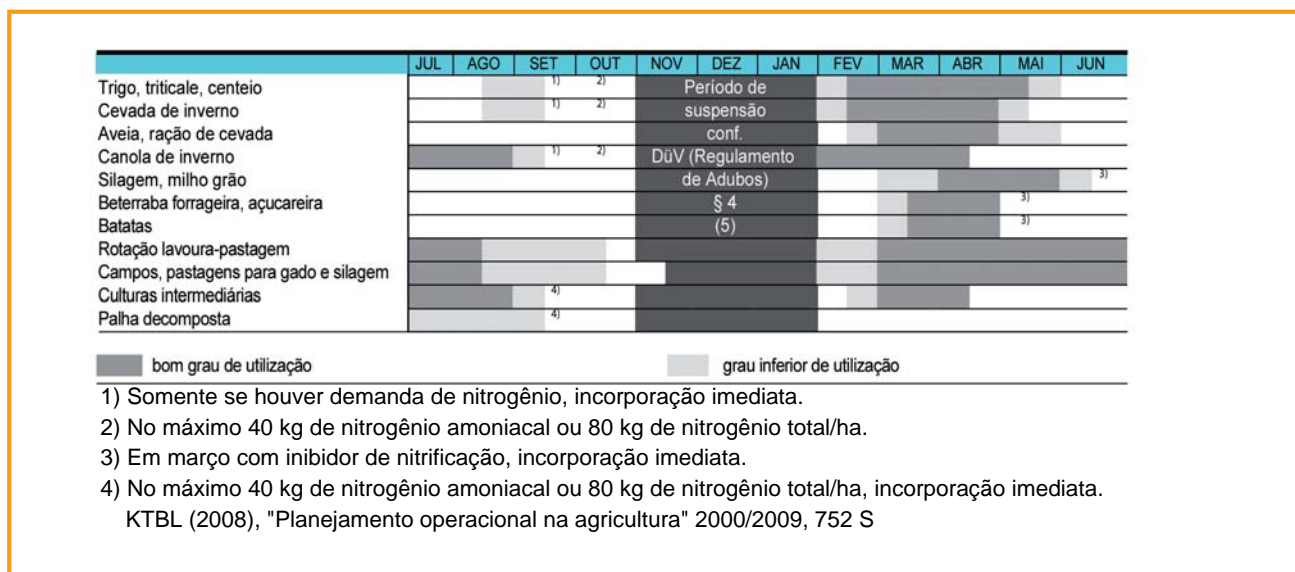 JUL AGO SET OUT NOV DEZ JAN FEV MAR ABR MAI JUN
Trigo, triticale, centeio 1) 2) Período de
Cevada de inverno 1) 2) suspensão
Aveia, ração de cevada conf.
Canola de inverno 1) 2) DüV (Regulamento
Silagem, milho grão de Adubos) 3)
Beterraba forrageira, açucareira § 4 3)
Batatas (5) 3)
Rotação lavoura-pastagem
Campos, pastagens para gado e silagem
Culturas intermediárias 4)
Palha decomposta 4)
bom grau de utilização grau inferior de utilização
1) Somente se houver demanda de nitrogênio, incorporação imediata.
2) No máximo 40 kg de nitrogênio amoniacal ou 80 kg de nitrogênio total/ha.
3) Em março com inibidor de nitrificação, incorporação imediata.
4) No máximo 40 kg de nitrogênio amoniacal ou 80 kg de nitrogênio total/ha, incorporação imediata.
KTBL (2008), "Planejamento operacional na agricultura" 2000/2009, 752 S